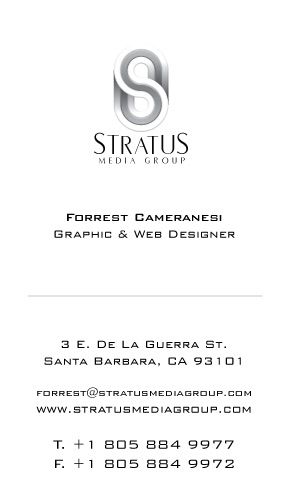 STRATUS
MEDIA GROUP
FORREST CAMERANESI
GRAPHIC & WEB DESIGNER
3 E. DE LA GUERRA ST.
SANTA BARBARA, CA 93101
FORREST@STRATUSMEDIAGROUP.COM
WWW.STRATUSMEDIAGROUP.COM
T. +1 805 884 9977
F. +1 805 884 9972